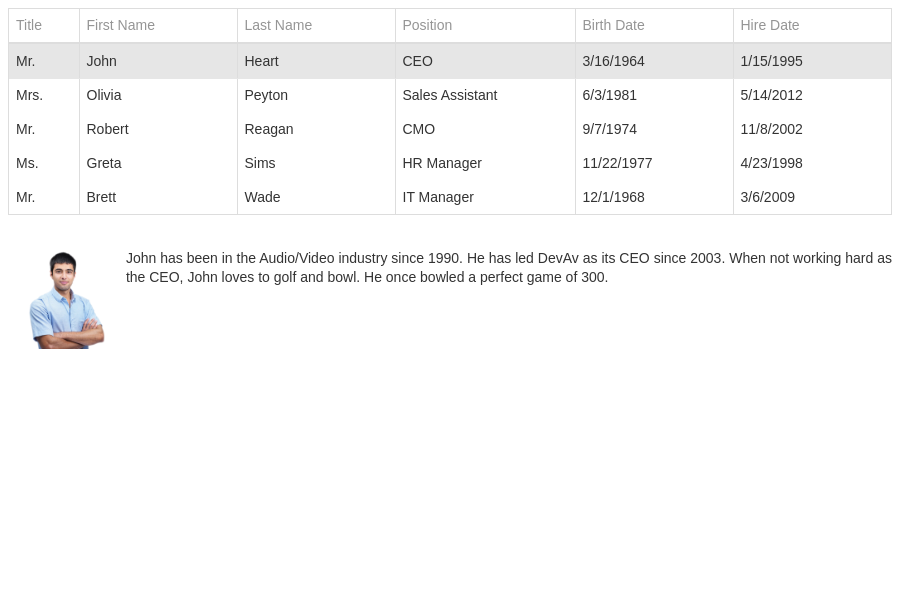 Title First Name Last Name Position Birth Date Hire Date
Mr. John Heart CEO 3/16/1964 1/15/1995
Mrs. Olivia Peyton Sales Assistant 6/3/1981 5/14/2012
Mr. Robert Reagan CMO 9/7/1974 11/8/2002
Ms. Greta Sims HR Manager 11/22/1977 4/23/1998
Mr. Brett Wade IT Manager 12/1/1968 3/6/2009
John has been in the Audio/Video industry since 1990. He has led DevAv as its CEO since 2003. When not working hard as
the CEO, John loves to golf and bowl. He once bowled a perfect game of 300.